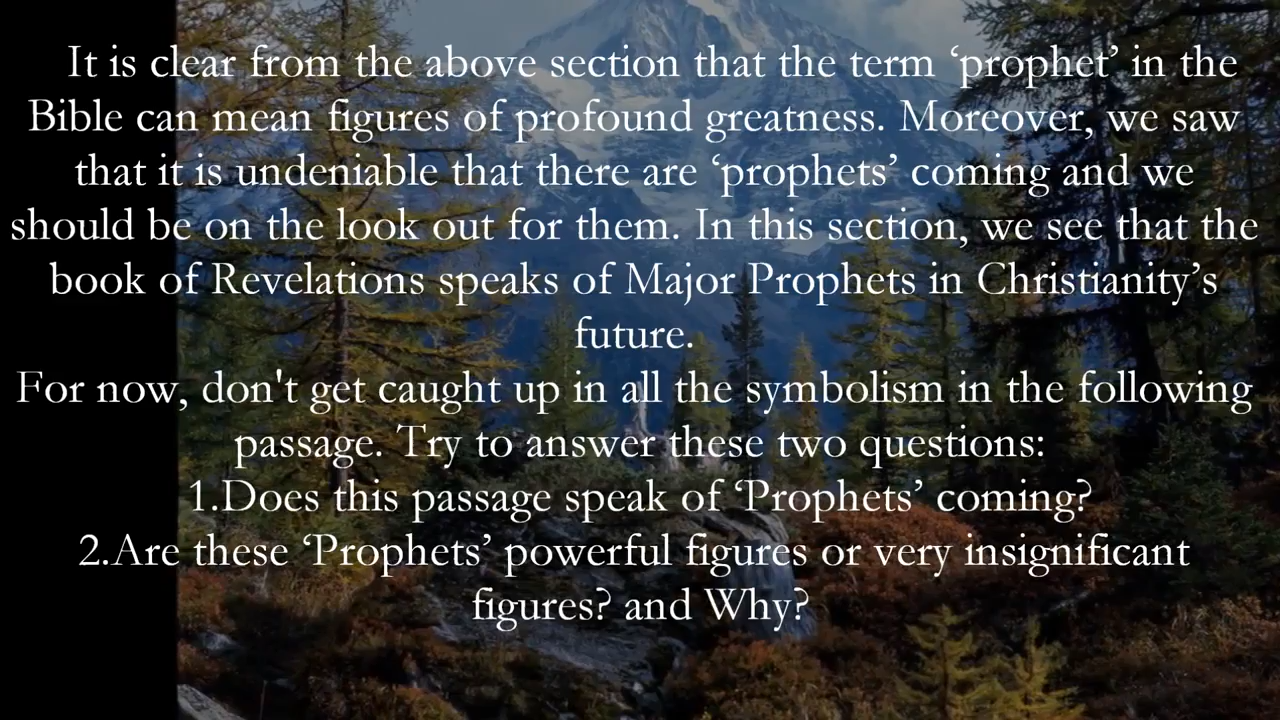 It is clear from the above section that the term ‘prophet’ in the
Bible can mean figures of profound greatness. Moreover, we saw
that it is undeniable that there are ‘prophets’ coming and we
should be on the look out for them. In this section, we see that the
book of Revelations speaks of Major Prophets in Christianity’s
future.
For now, don't get caught up in all the symbolism in the following
passage. Try to answer these two questions:
1.Does this passage speak of ‘Prophets’ coming?
2.Are these ‘Prophets’ powerful figures or very insignificant
figures? and Why?